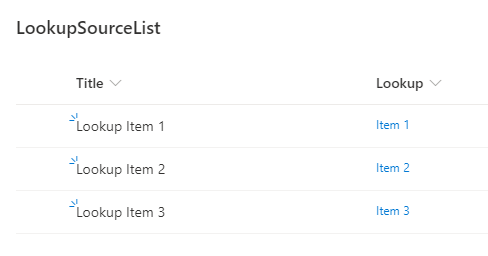 LookupSourceList
Title Lookup
Lookup Item 1 Item 1
Lookup Item 2 Item 2
Lookup Item 3 Item 3